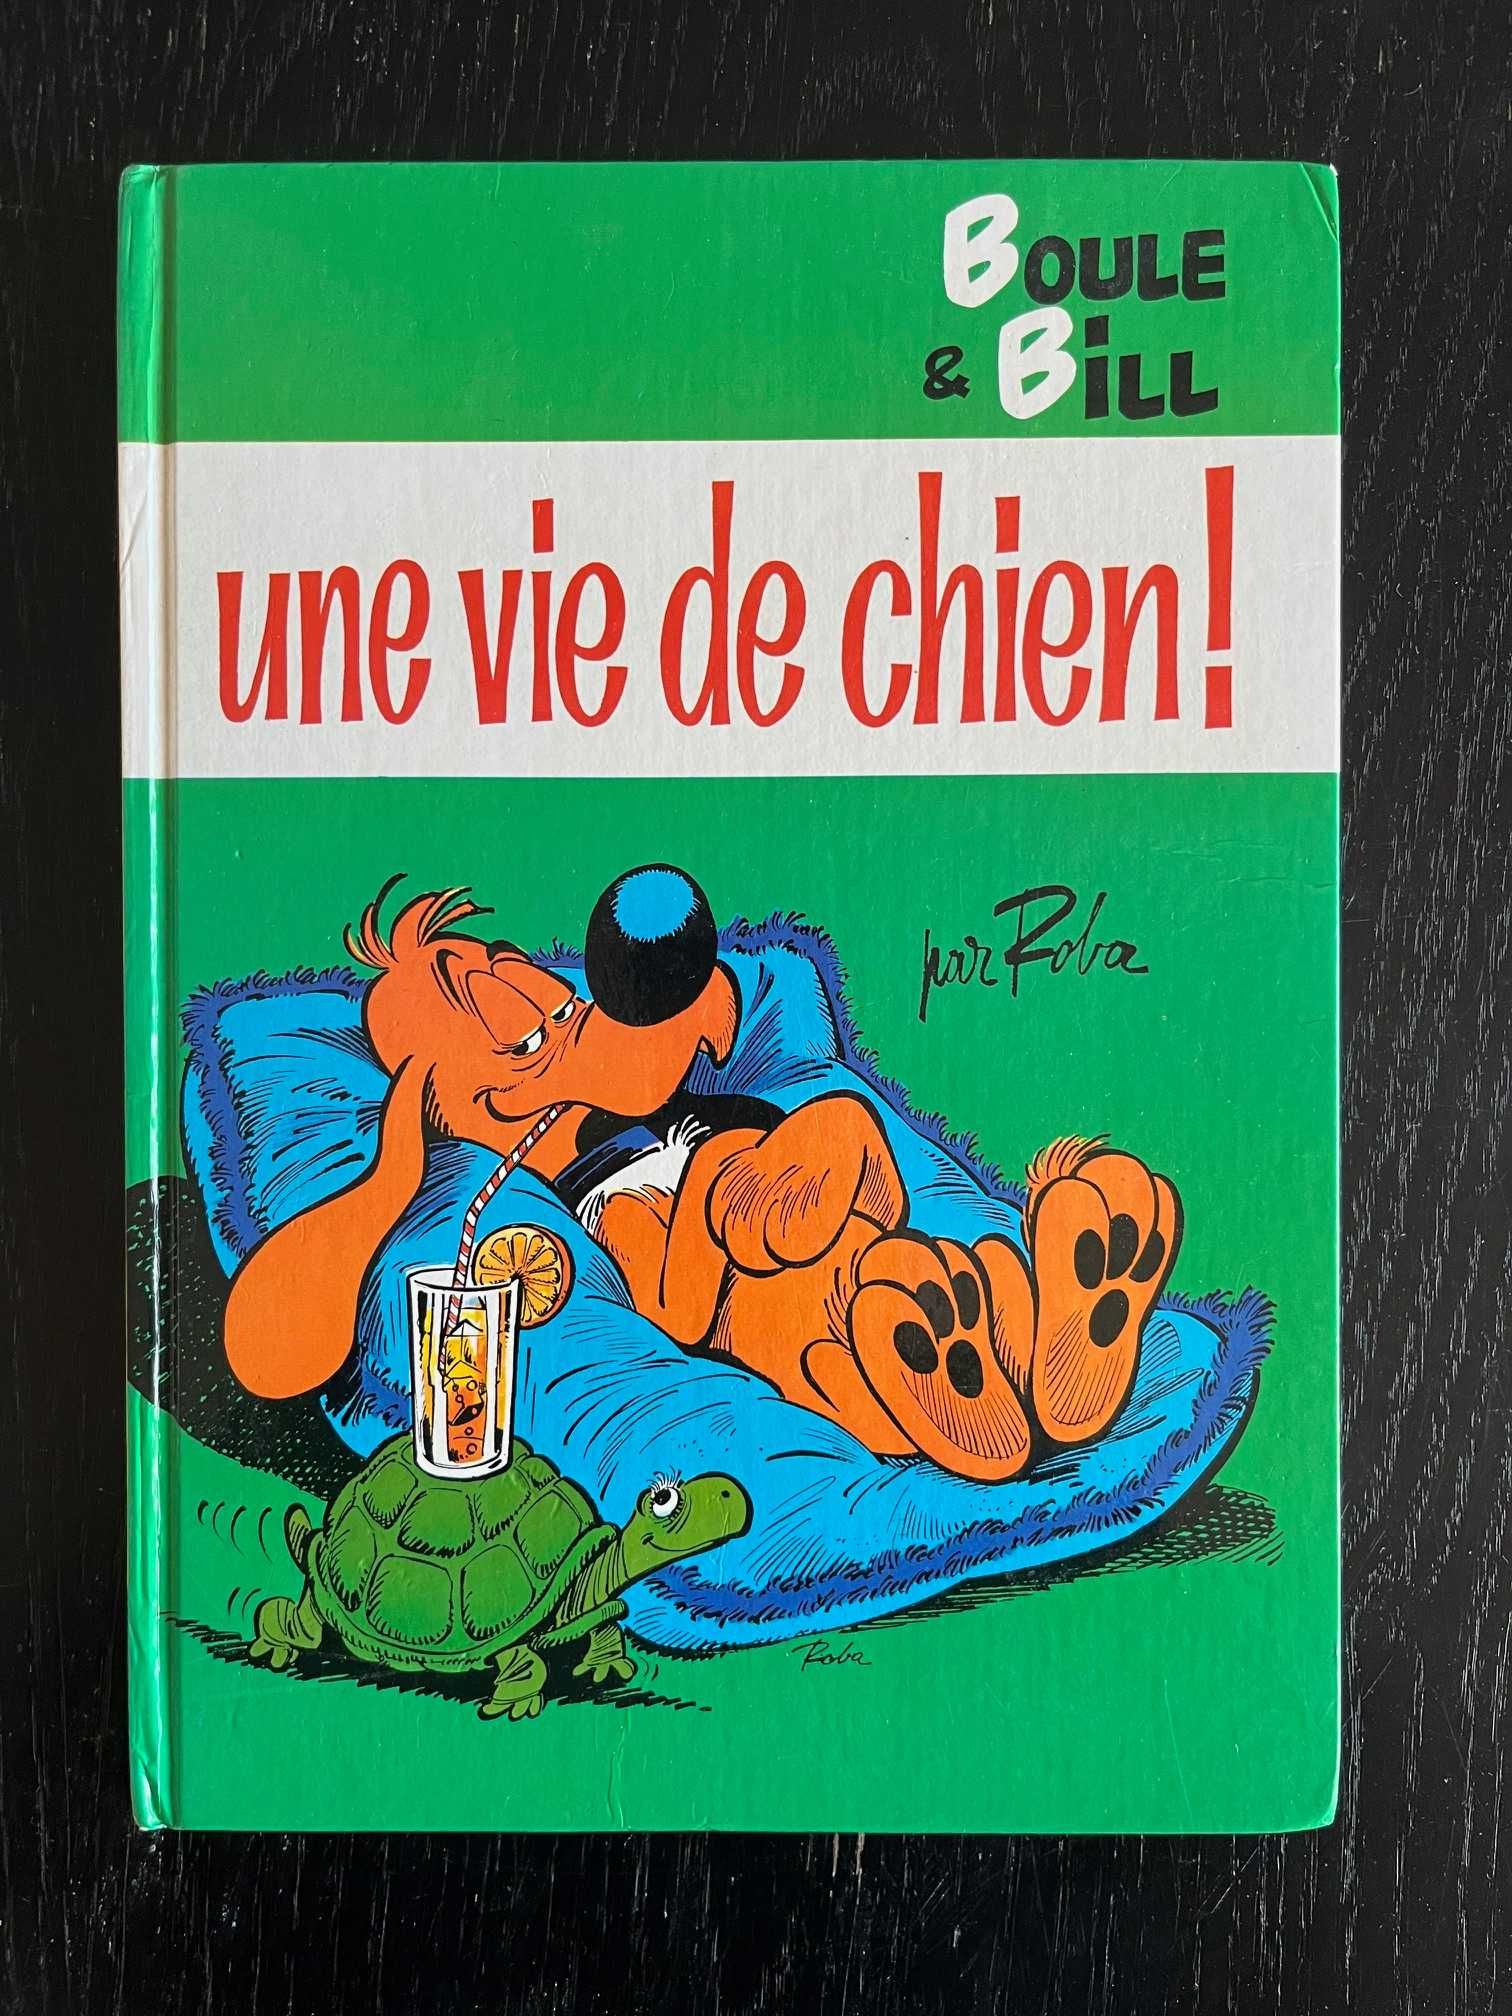 BOULE
& BiLL
une vie de chien!
par Roba
Roba